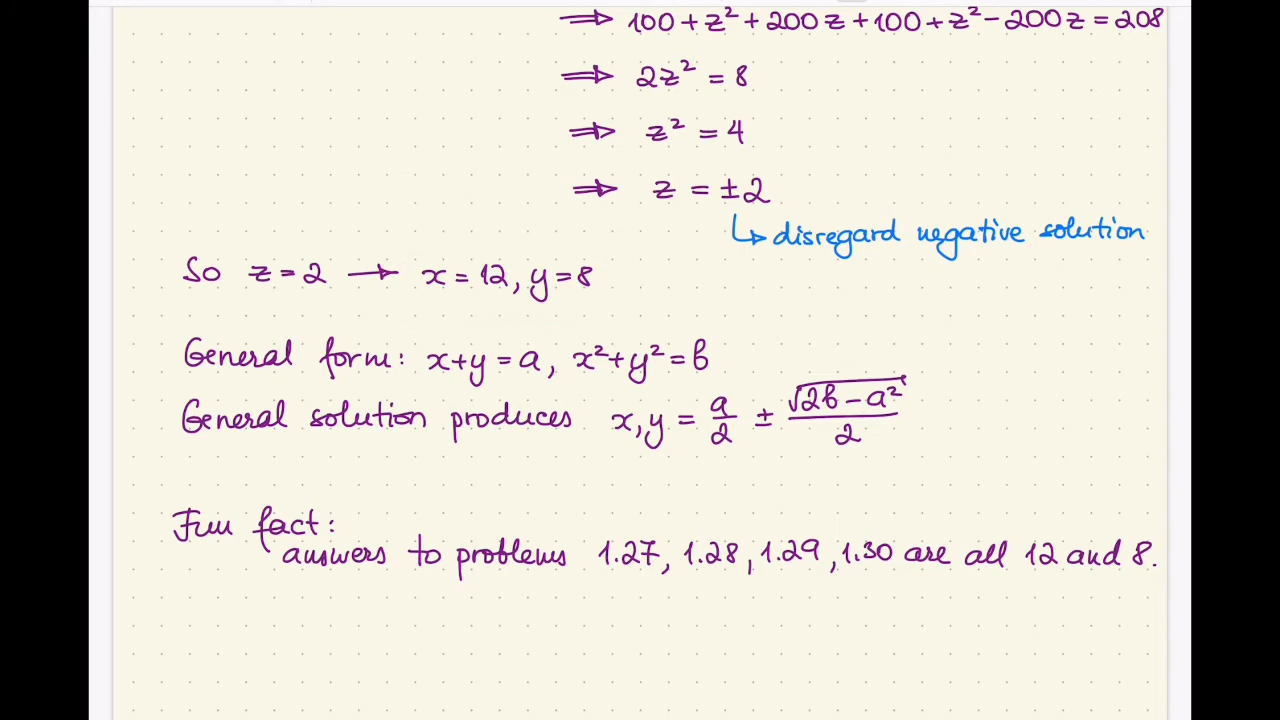 ⟹ 100 + z² + 200z + 100 + z² − 200z = 208
⟹ 2z² = 8
⟹ z² = 4
⟹ z = ±2
↳ disregard negative solution
So z = 2 → x = 12, y = 8
General form: x+y = a, x²+y² = b
General solution produces x, y = a/2 ± √(2b − a²)/2
Fun fact:
answers to problems 1.27, 1.28, 1.29, 1.30 are all 12 and 8.